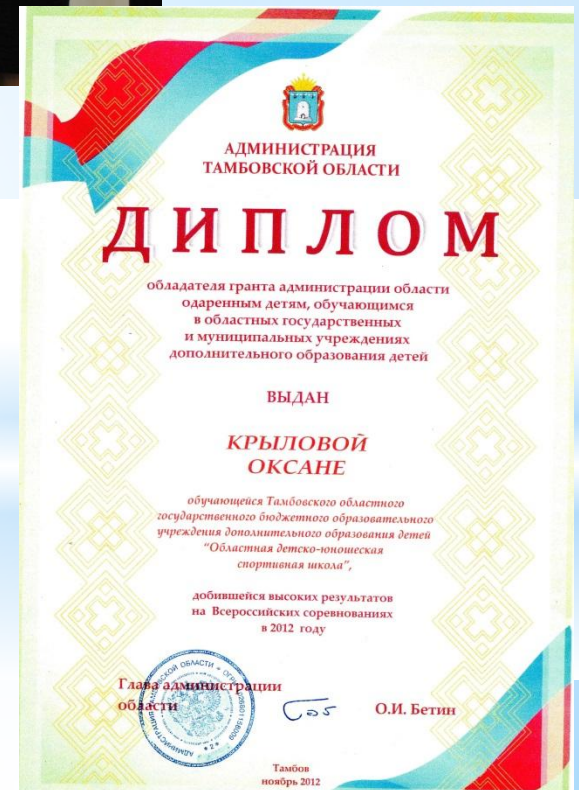 АДМИНИСТРАЦИЯ
ТАМБОВСКОЙ ОБЛАСТИ
ДИПЛОМ
обладателя гранта администрации области
одаренным детям, обучающимся
в областных государственных
и муниципальных учреждениях
дополнительного образования детей
ВЫДАН
КРЫЛОВОЙ
ОКСАНЕ
обучающейся Тамбовского областного
государственного бюджетного образовательного
учреждения дополнительного образования детей
"Областная детско-юношеская
спортивная школа",
добившейся высоких результатов
на Всероссийских соревнованиях
в 2012 году
Глава администрации
области
О.И. Бетин
Тамбов
ноябрь 2012